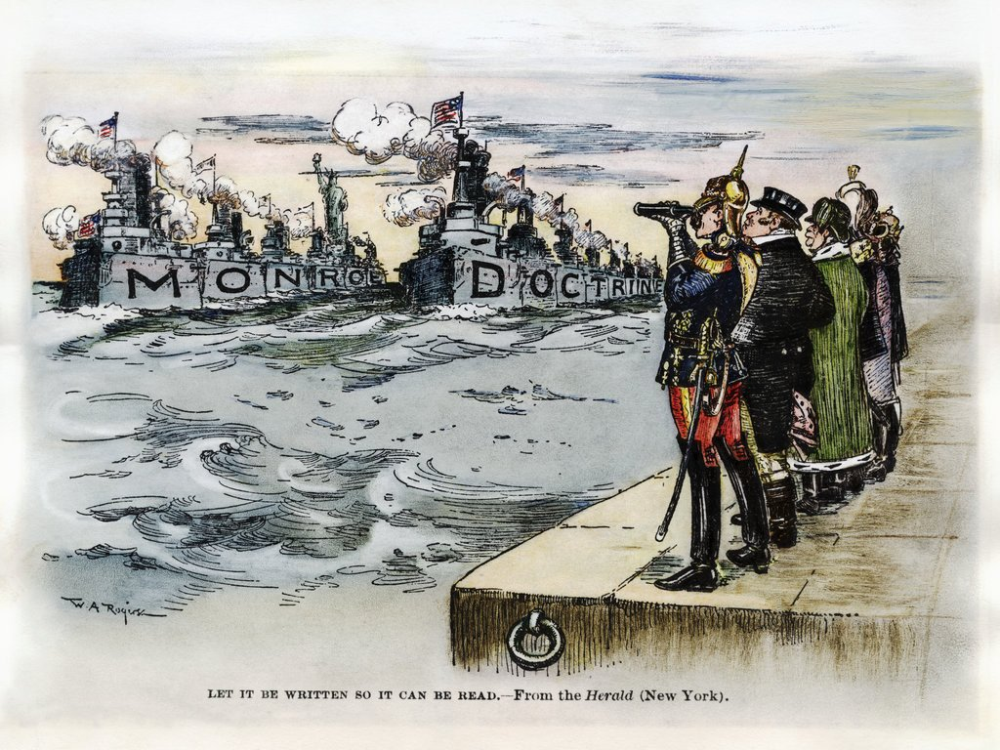 MONROE DOCTRINE
W. A. Rogers
LET IT BE WRITTEN SO IT CAN BE READ.—From the Herald (New York).